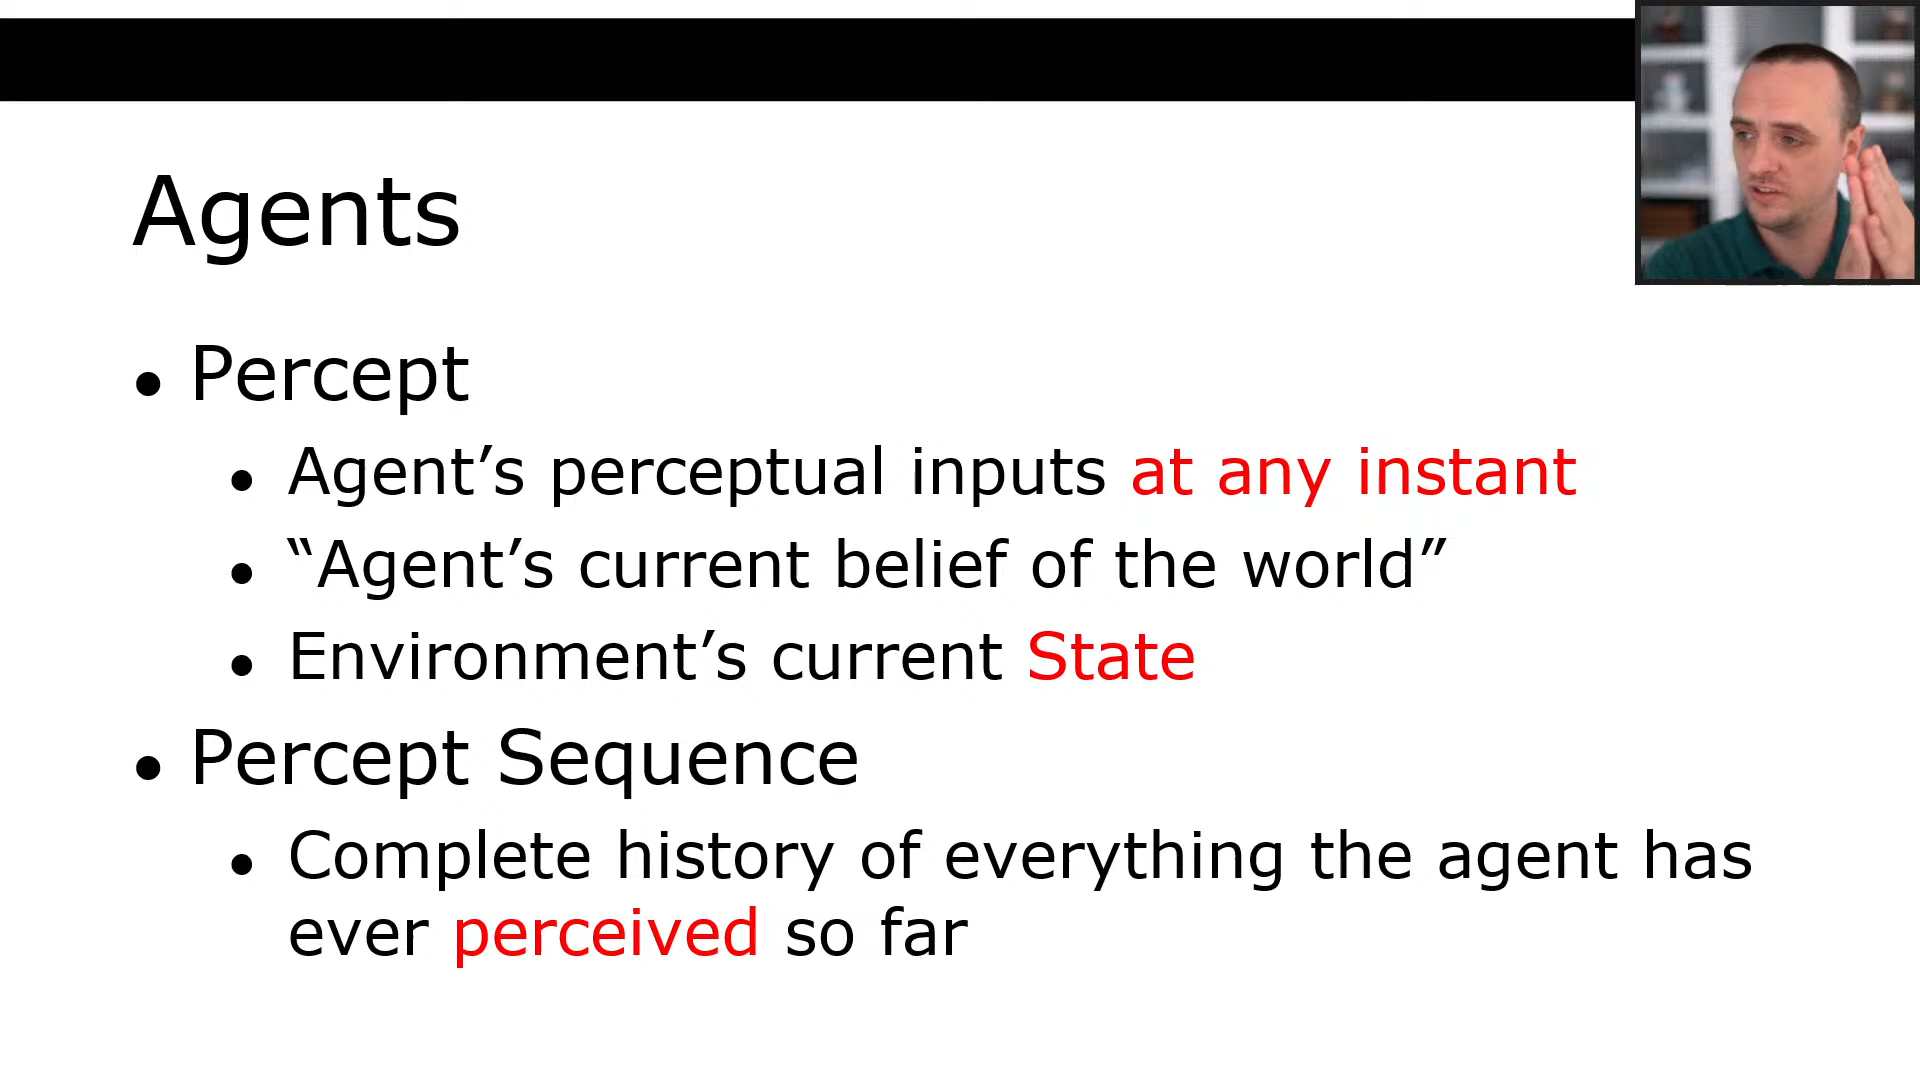 Agents
• Percept
• Agent’s perceptual inputs at any instant
• “Agent’s current belief of the world”
• Environment’s current State
• Percept Sequence
• Complete history of everything the agent has
ever perceived so far